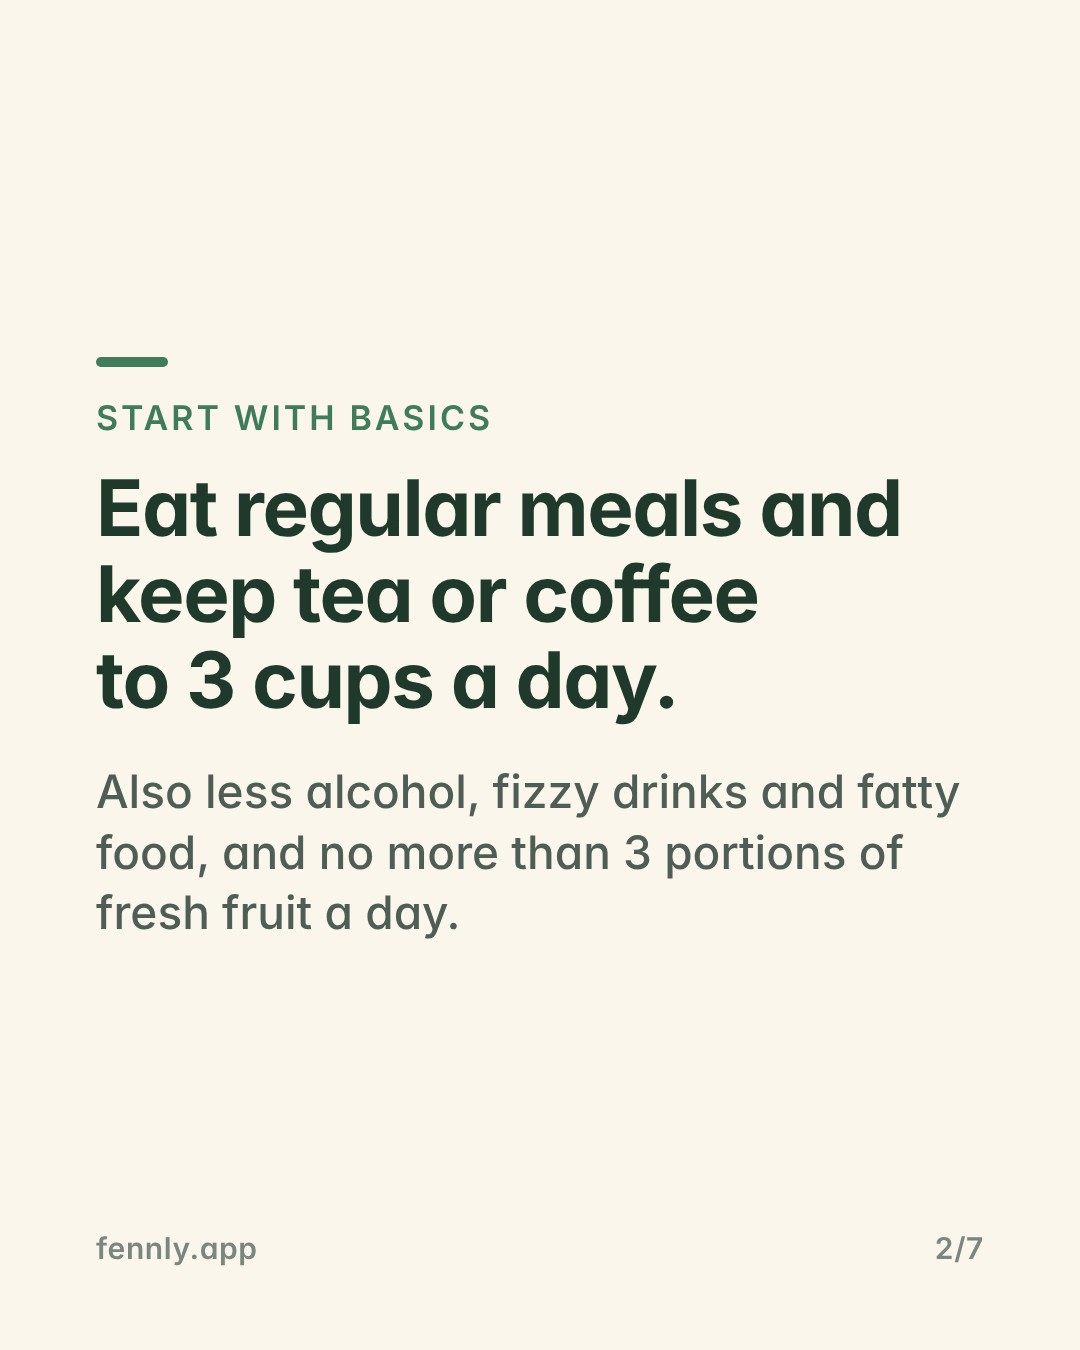 START WITH BASICS
Eat regular meals and
keep tea or coffee
to 3 cups a day.
Also less alcohol, fizzy drinks and fatty
food, and no more than 3 portions of
fresh fruit a day.
fennly.app
2/7